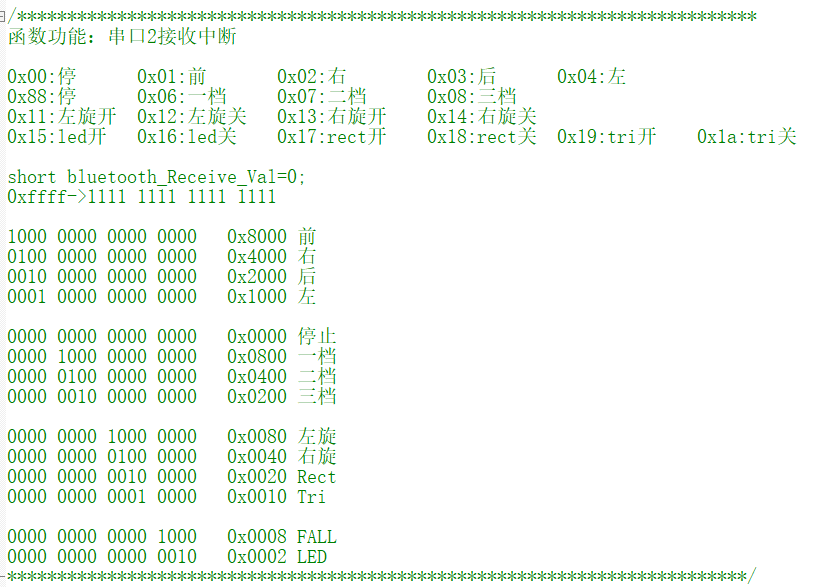 /**************************************************************************
函数功能：串口2接收中断
0x00:停      0x01:前       0x02:右        0x03:后      0x04:左
0x88:停      0x06:一档     0x07:二档      0x08:三档
0x11:左旋开  0x12:左旋关   0x13:右旋开    0x14:右旋关
0x15:led开   0x16:led关    0x17:rect开    0x18:rect关  0x19:tri开    0x1a:tri关
short bluetooth_Receive_Val=0;
0xffff->1111 1111 1111 1111
1000 0000 0000 0000   0x8000 前
0100 0000 0000 0000   0x4000 右
0010 0000 0000 0000   0x2000 后
0001 0000 0000 0000   0x1000 左
0000 0000 0000 0000   0x0000 停止
0000 1000 0000 0000   0x0800 一档
0000 0100 0000 0000   0x0400 二档
0000 0010 0000 0000   0x0200 三档
0000 0000 1000 0000   0x0080 左旋
0000 0000 0100 0000   0x0040 右旋
0000 0000 0010 0000   0x0020 Rect
0000 0000 0001 0000   0x0010 Tri
0000 0000 0000 1000   0x0008 FALL
0000 0000 0000 0010   0x0002 LED
**************************************************************************/